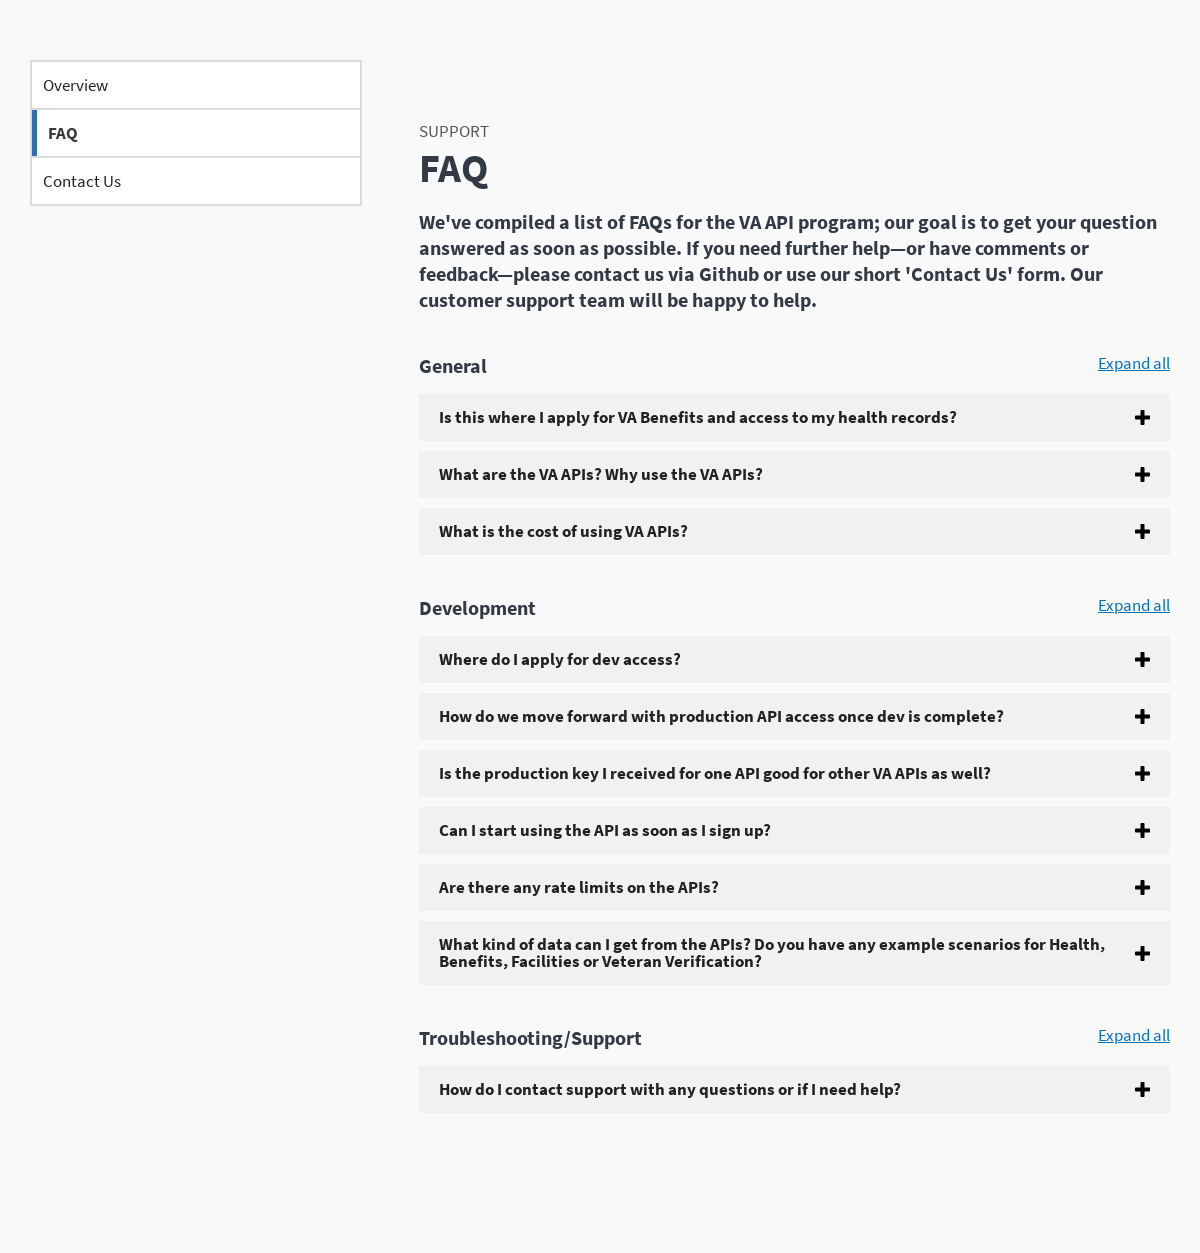 Overview
FAQ
Contact Us
SUPPORT
FAQ
We've compiled a list of FAQs for the VA API program; our goal is to get your question
answered as soon as possible. If you need further help—or have comments or
feedback—please contact us via Github or use our short 'Contact Us' form. Our
customer support team will be happy to help.
General
Expand all
Is this where I apply for VA Benefits and access to my health records?
What are the VA APIs? Why use the VA APIs?
What is the cost of using VA APIs?
Development
Expand all
Where do I apply for dev access?
How do we move forward with production API access once dev is complete?
Is the production key I received for one API good for other VA APIs as well?
Can I start using the API as soon as I sign up?
Are there any rate limits on the APIs?
What kind of data can I get from the APIs? Do you have any example scenarios for Health,
Benefits, Facilities or Veteran Verification?
Troubleshooting/Support
Expand all
How do I contact support with any questions or if I need help?